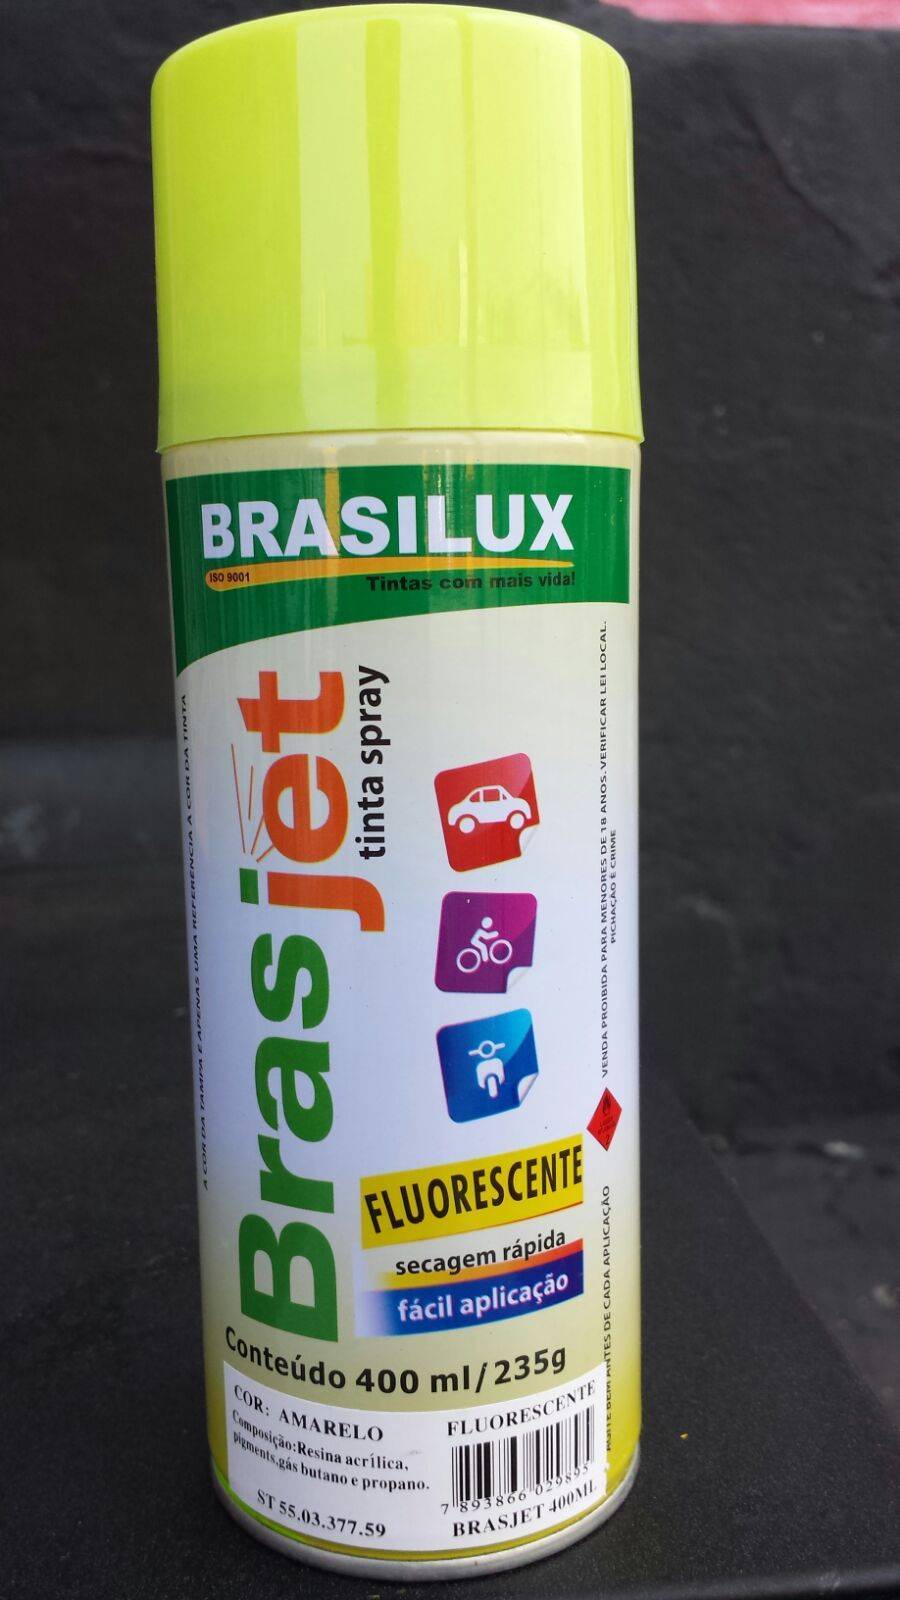 BRASILUX
ISO 9001
Tintas com mais vida!
Brasjet
tinta spray
A COR DA TAMPA É APENAS UMA REFERÊNCIA A COR DA TINTA
VENDA PROIBIDA PARA MENORES DE 18 ANOS. VERIFICAR LEI LOCAL.
PICHAÇÃO É CRIME
AGITE BEM ANTES DE CADA APLICAÇÃO
FLUORESCENTE
secagem rápida
fácil aplicação
Conteúdo 400 ml/235g
COR: AMARELO FLUORESCENTE
Composição:Resina acrílica,
pigments,gás butano e propano.
ST 55.03.377.59
7 893866 029895
BRASJET 400ML